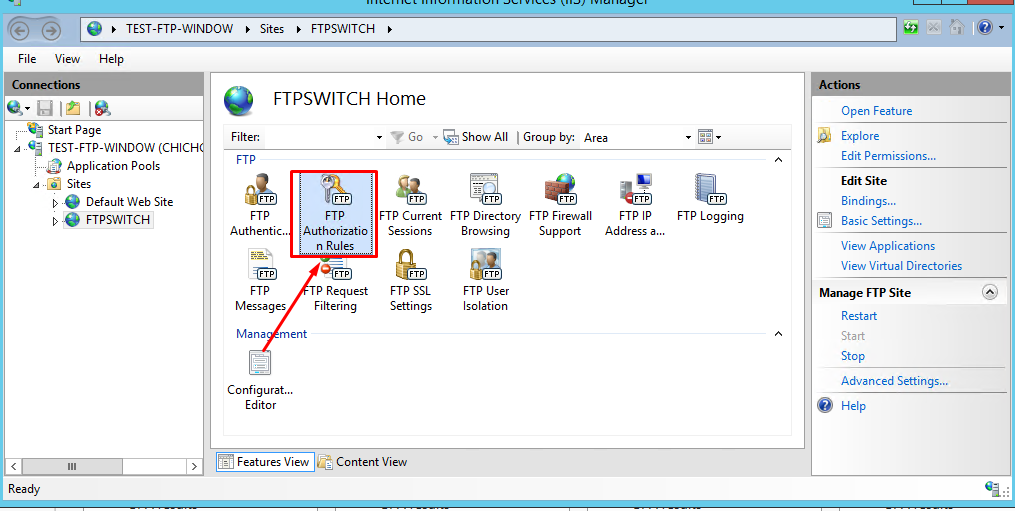 Internet Information Services (IIS) Manager
TEST-FTP-WINDOW Sites FTPSWITCH
File View Help
Connections
Start Page
TEST-FTP-WINDOW (CHICHO
Application Pools
Sites
Default Web Site
FTPSWITCH
FTPSWITCH Home
Filter: Go Show All Group by: Area
FTP
FTP
Authentic...
FTP
Authorizatio
n Rules
FTP Current
Sessions
FTP Directory
Browsing
FTP Firewall
Support
FTP IP
Address a...
FTP Logging
FTP
Messages
FTP Request
Filtering
FTP SSL
Settings
FTP User
Isolation
Management
Configurat...
Editor
Features View Content View
Actions
Open Feature
Explore
Edit Permissions...
Edit Site
Bindings...
Basic Settings...
View Applications
View Virtual Directories
Manage FTP Site
Restart
Start
Stop
Advanced Settings...
Help
Ready